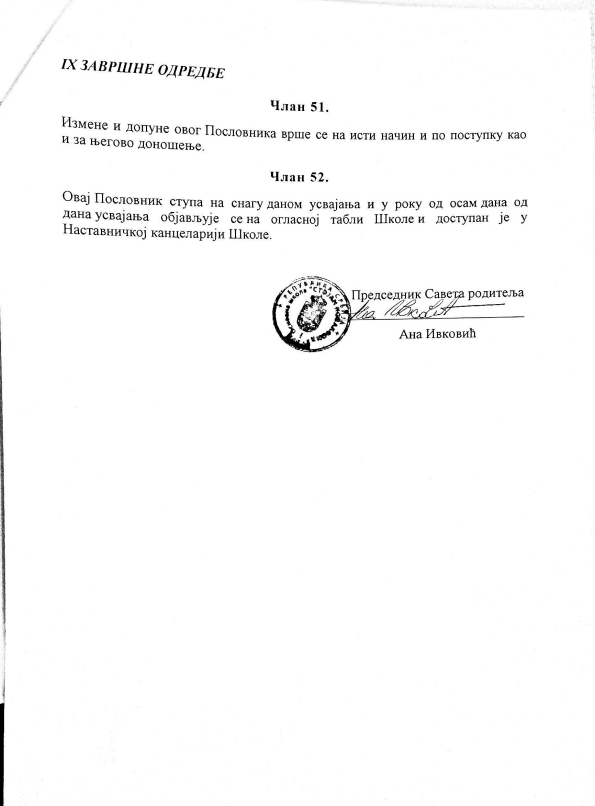 IX ЗАВРШНЕ ОДРЕДБЕ
Члан 51.
Измене и допуне овог Пословника врше се на исти начин и по поступку као
и за његово доношење.
Члан 52.
Овај Пословник ступа на снагу даном усвајања и у року од осам дана од
дана усвајања објављује се на огласној табли Школе и доступан је у
Наставничкој канцеларији Школе.
РЕПУБЛИКА СРБИЈА
Председник Савета родитеља
Ана Ивковић